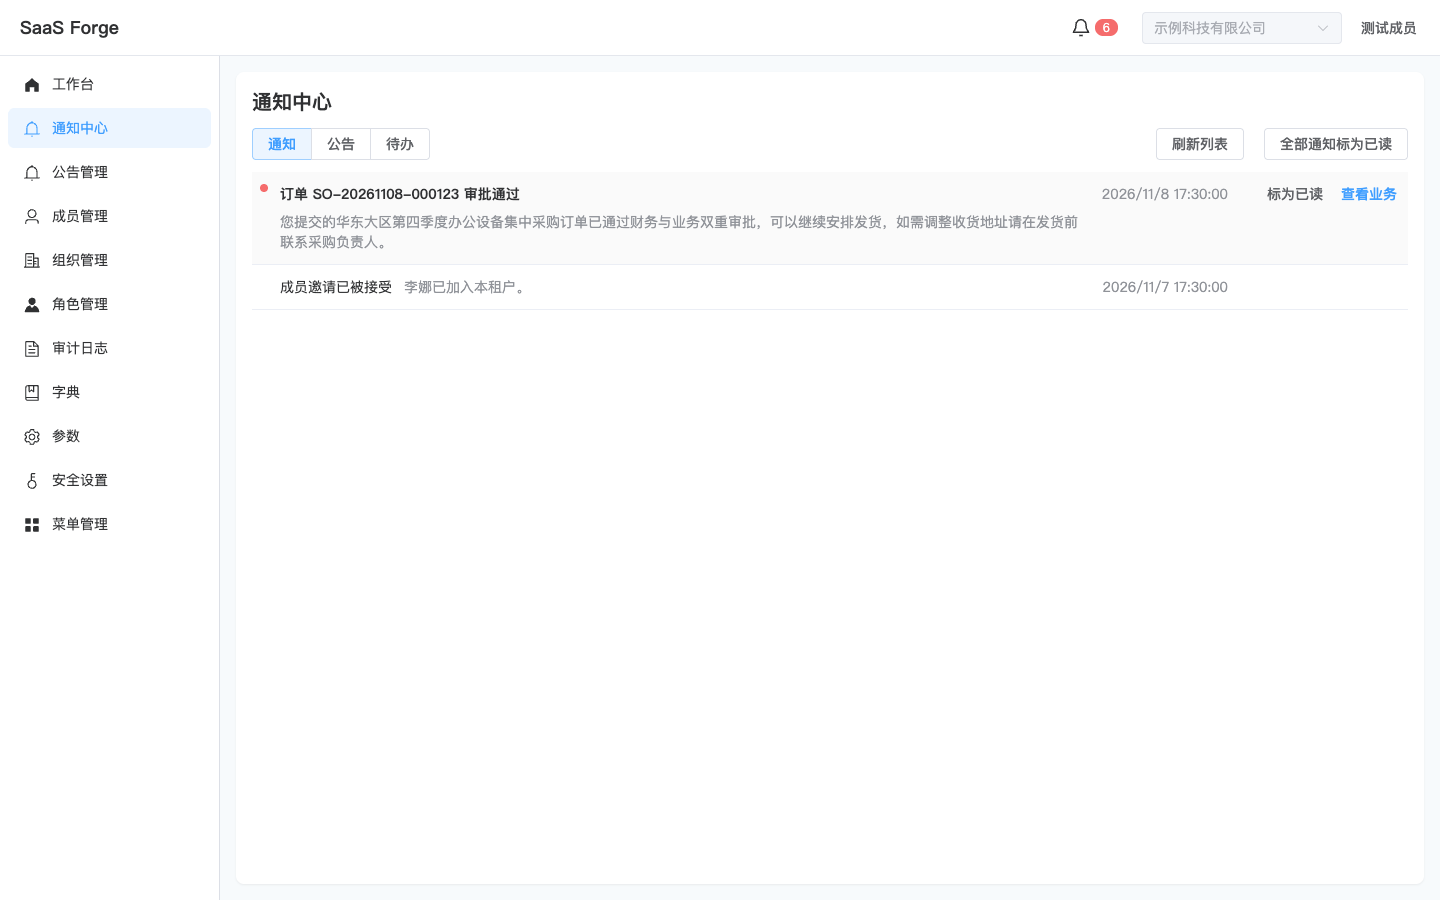 SaaS Forge
6
示例科技有限公司
测试成员
工作台
通知中心
公告管理
成员管理
组织管理
角色管理
审计日志
字典
参数
安全设置
菜单管理
通知中心
通知 公告 待办
刷新列表 全部通知标为已读
订单 SO-20261108-000123 审批通过 2026/11/8 17:30:00 标为已读 查看业务
您提交的华东大区第四季度办公设备集中采购订单已通过财务与业务双重审批，可以继续安排发货，如需调整收货地址请在发货前
联系采购负责人。
成员邀请已被接受 李娜已加入本租户。 2026/11/7 17:30:00